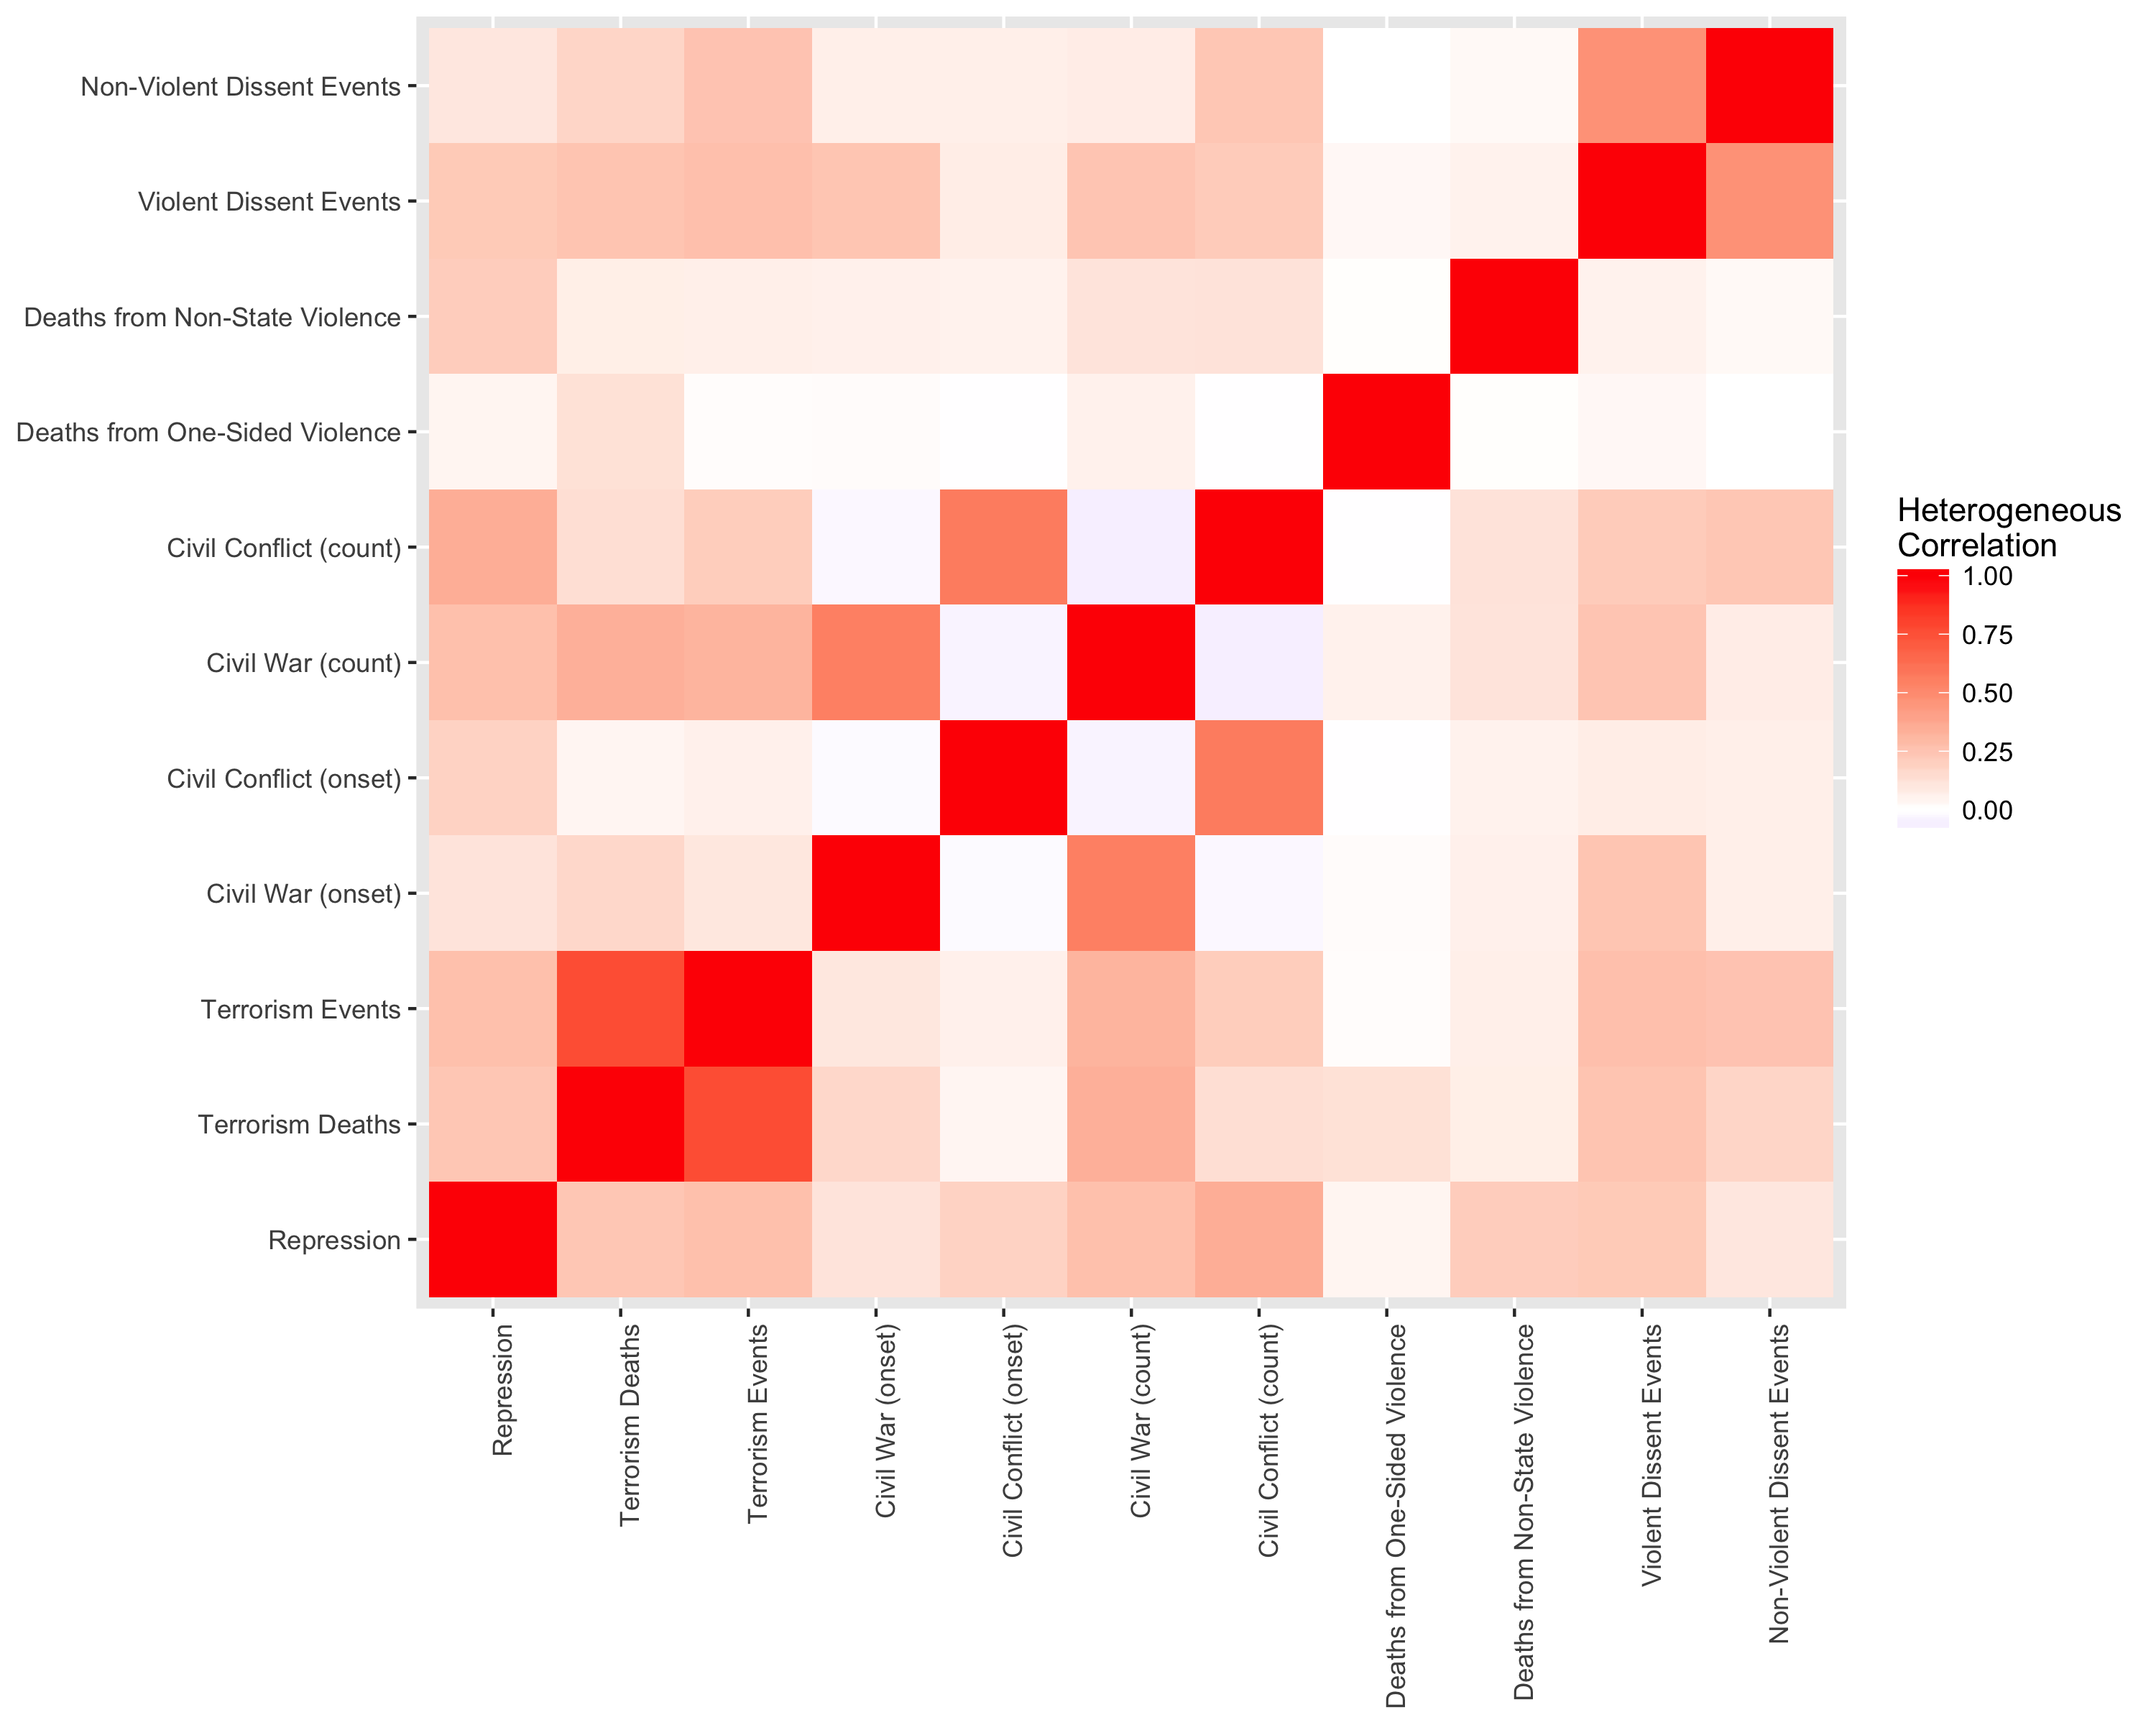 Non-Violent Dissent Events
Violent Dissent Events
Deaths from Non-State Violence
Deaths from One-Sided Violence
Civil Conflict (count)
Civil War (count)
Civil Conflict (onset)
Civil War (onset)
Terrorism Events
Terrorism Deaths
Repression
Repression
Terrorism Deaths
Terrorism Events
Civil War (onset)
Civil Conflict (onset)
Civil War (count)
Civil Conflict (count)
Deaths from One-Sided Violence
Deaths from Non-State Violence
Violent Dissent Events
Non-Violent Dissent Events
Heterogeneous
Correlation
1.00
0.75
0.50
0.25
0.00